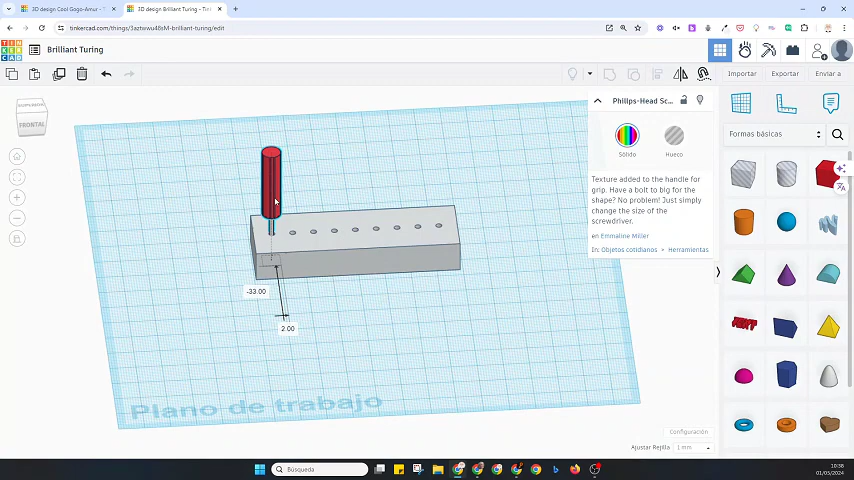 3D design Cool Gogo-Amur - T
3D design Brilliant Turing - Tin
tinkercad.com/things/3aztwwu48sM-brilliant-turing/edit
TIN
KER
CAD
Brilliant Turing
Importar
Exportar
Enviar a
FRONTAL
Philips-Head Sc...
Sólido
Hueco
Texture added to the handle for
grip. Have a bolt to big for the
shape? No problem! Just simply
change the size of the
screwdriver.
en Emmaline Miller
In: Objetos cotidianos • Herramientas
Formas básicas
-33.00
2.00
Plano de trabajo
Configuración
Ajustar Rejilla
1 mm
Búsqueda
10:36
01/05/2024